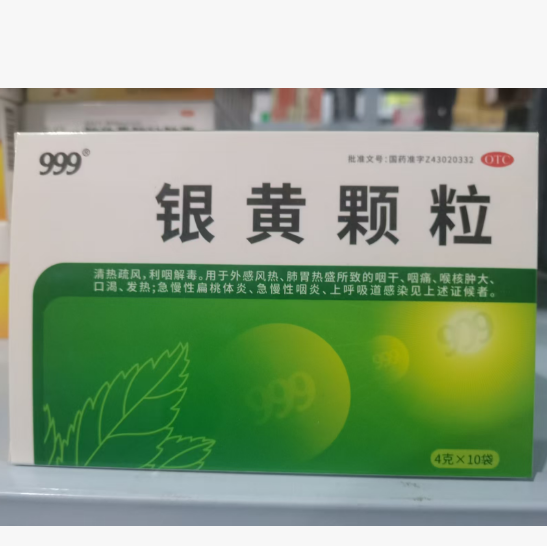 999®
批准文号:国药准字Z43020332 OTC
银黄颗粒
清热疏风,利咽解毒。用于外感风热、肺胃热盛所致的咽干、咽痛、喉核肿大、
口渴、发热;急慢性扁桃体炎、急慢性咽炎、上呼吸道感染见上述证候者。
999
999
999
4克×10袋